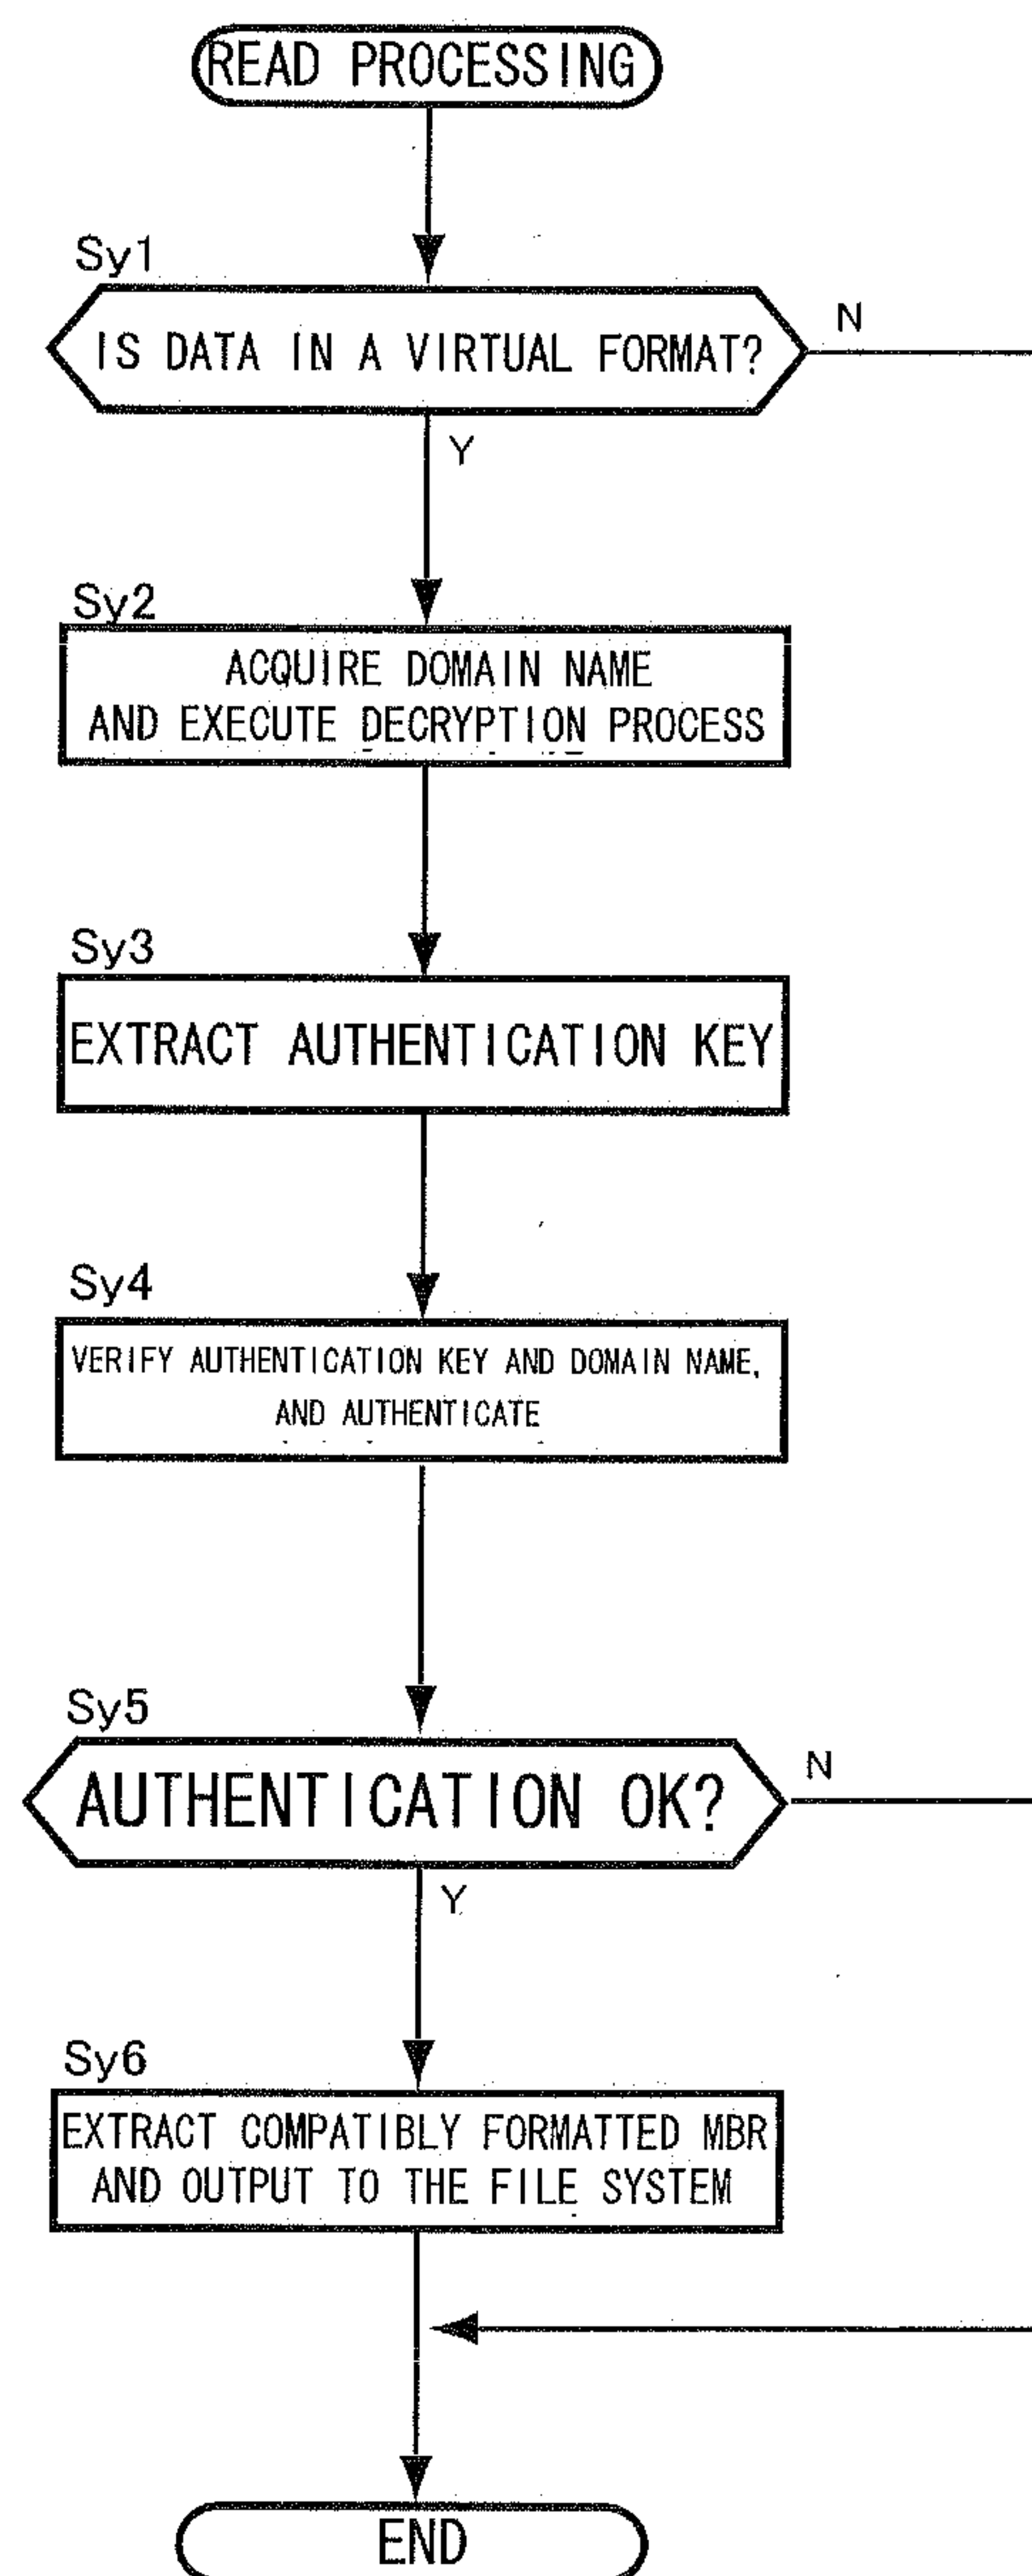 READ PROCESSING
Sy1
IS DATA IN A VIRTUAL FORMAT?
N
Y
Sy2
ACQUIRE DOMAIN NAME
AND EXECUTE DECRYPTION PROCESS
Sy3
EXTRACT AUTHENTICATION KEY
Sy4
VERIFY AUTHENTICATION KEY AND DOMAIN NAME,
AND AUTHENTICATE
Sy5
AUTHENTICATION OK?
N
Y
Sy6
EXTRACT COMPATIBLY FORMATTED MBR
AND OUTPUT TO THE FILE SYSTEM
END